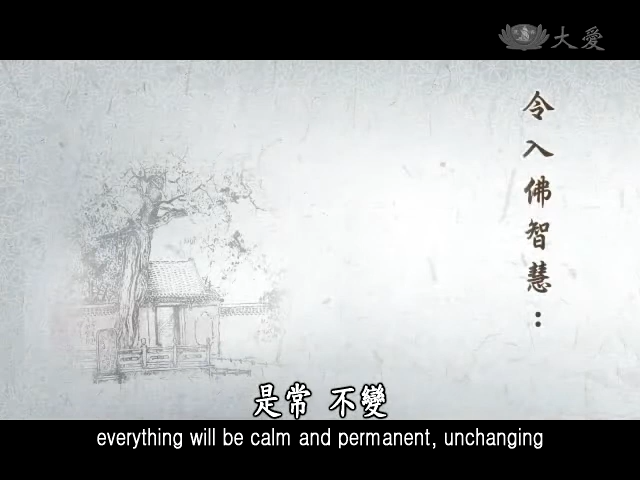 大愛
令入佛智慧：
是常 不變
everything will be calm and permanent, unchanging